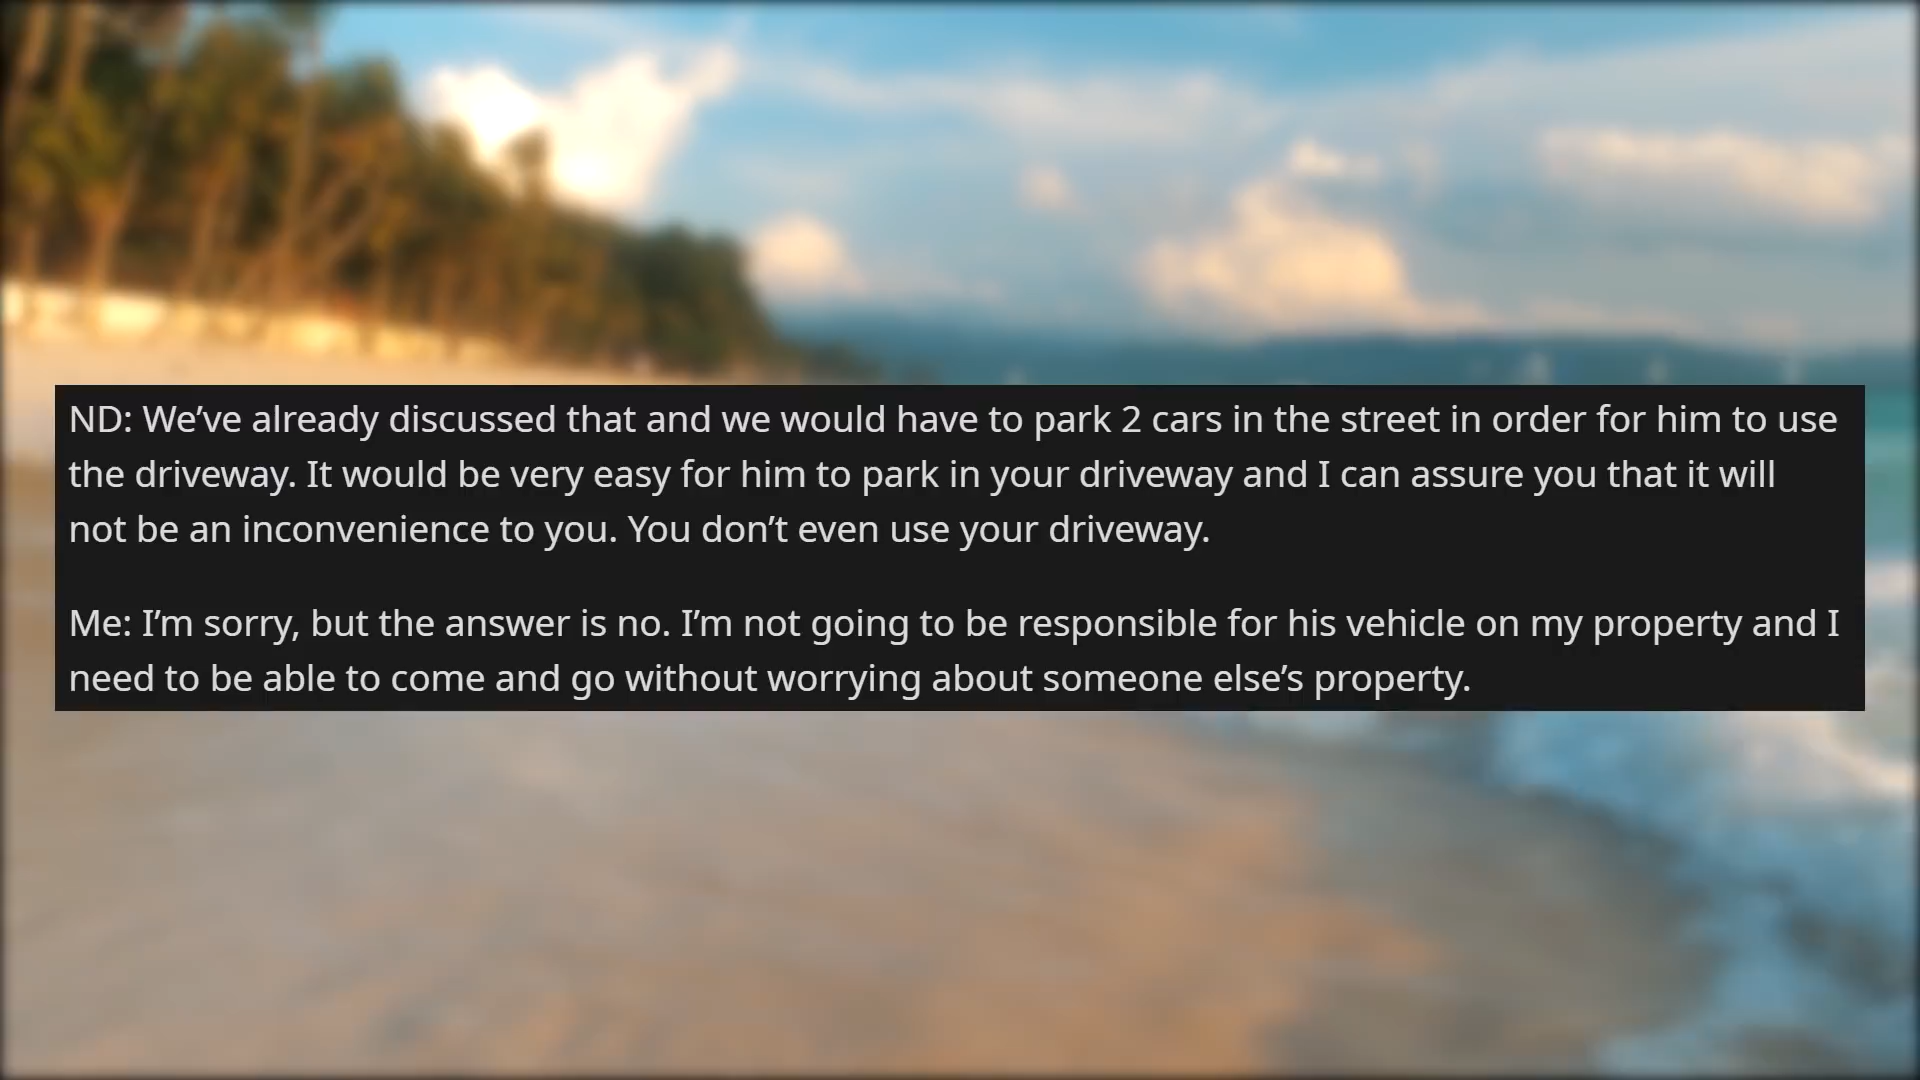 ND: We’ve already discussed that and we would have to park 2 cars in the street in order for him to use
the driveway. It would be very easy for him to park in your driveway and I can assure you that it will
not be an inconvenience to you. You don’t even use your driveway.
Me: I’m sorry, but the answer is no. I’m not going to be responsible for his vehicle on my property and I
need to be able to come and go without worrying about someone else’s property.